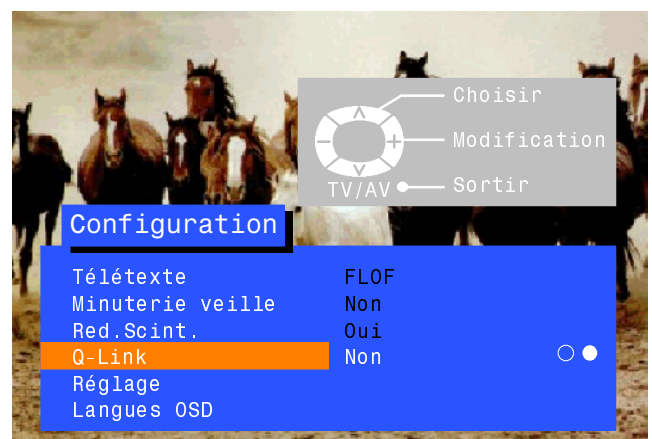 Choisir
Modification
TV/AV Sortir
Configuration
Télétexte FLOF
Minuterie veille Non
Red.Scint. Oui
Q-Link Non
Réglage
Langues OSD